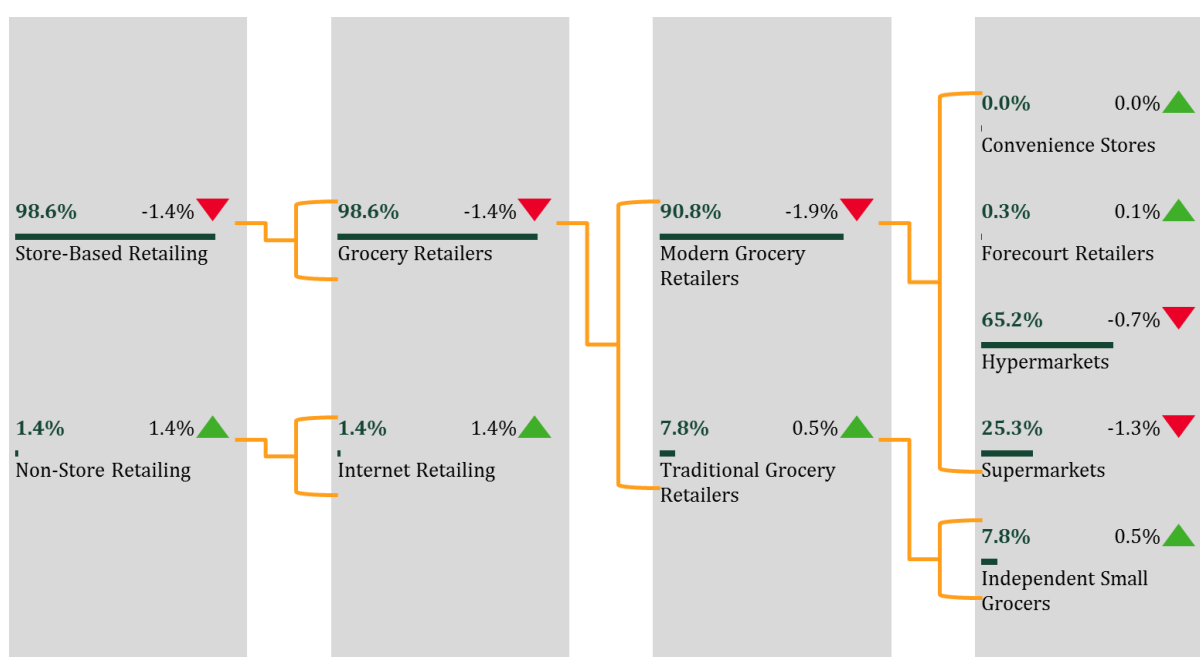 98.6% -1.4%
Store-Based Retailing
1.4% 1.4%
Non-Store Retailing
98.6% -1.4%
Grocery Retailers
1.4% 1.4%
Internet Retailing
90.8% -1.9%
Modern Grocery
Retailers
7.8% 0.5%
Traditional Grocery
Retailers
0.0% 0.0%
Convenience Stores
0.3% 0.1%
Forecourt Retailers
65.2% -0.7%
Hypermarkets
25.3% -1.3%
Supermarkets
7.8% 0.5%
Independent Small
Grocers